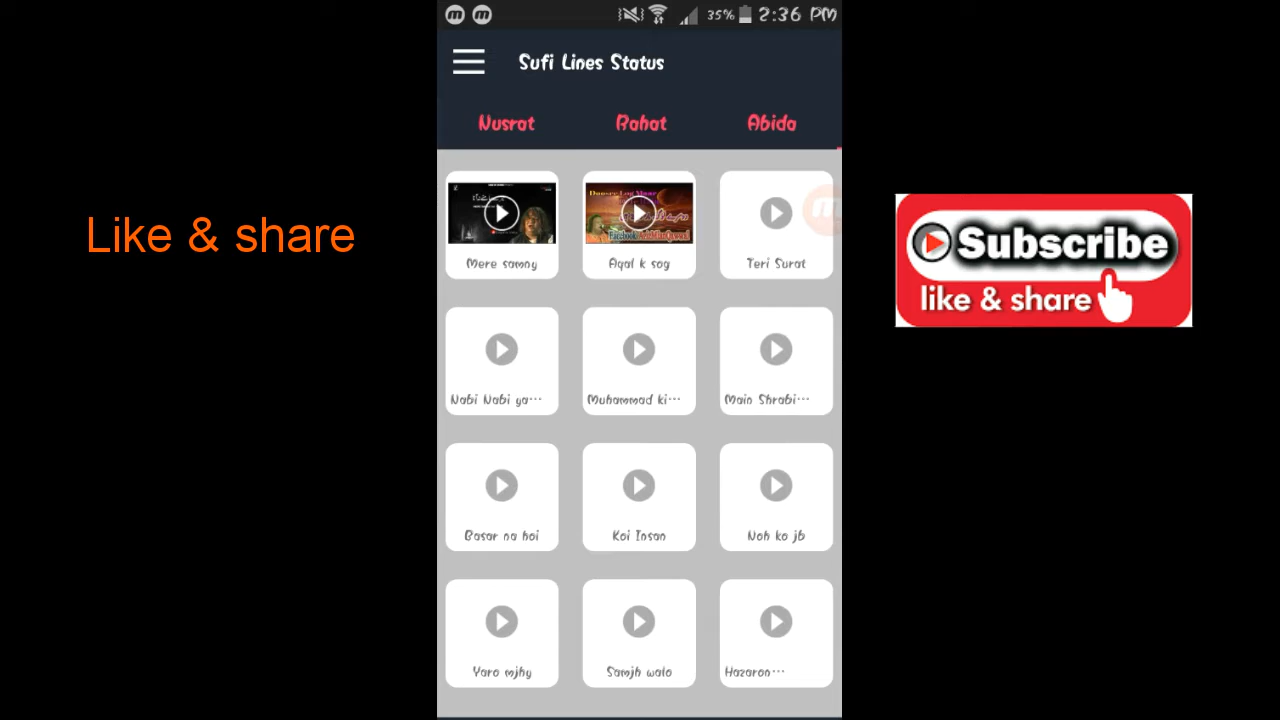 35% 2:36 PM
Sufi Lines Status
Nusrat Rahat Abida
Like & share
Subscribe
like & share
Mere samny Aqal k sog Teri Surat
Nabi Nabi ya... Muhammad ki... Main Shrabi...
Basar na hoi Koi Insan Noh ko jb
Yaro mjhy Samjh walo Hazaron...